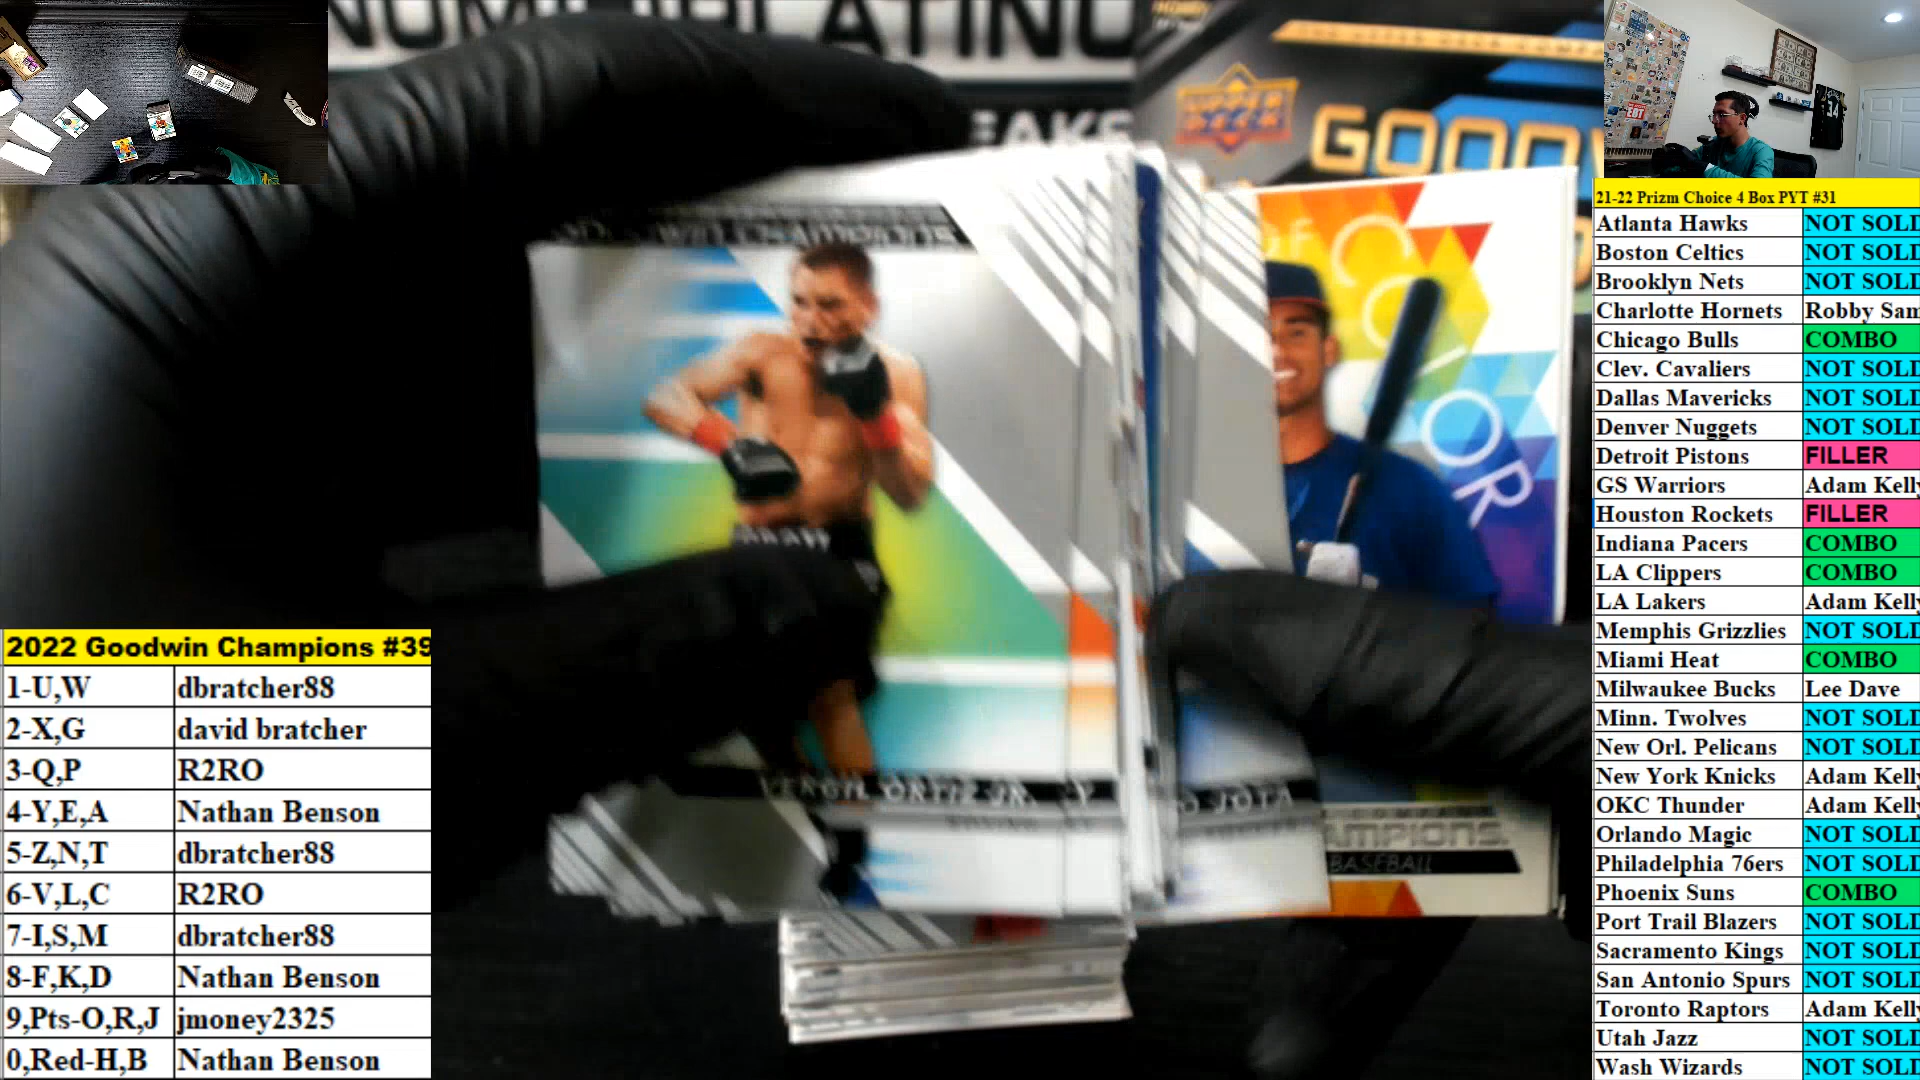 UPPER DECK
GOODW
COLOR
VERGIL ORTIZ JR.
JOTA
BASEBALL
21-22 Prizm Choice 4 Box PYT #31
Atlanta Hawks NOT SOLD
Boston Celtics NOT SOLD
Brooklyn Nets NOT SOLD
Charlotte Hornets Robby Sam
Chicago Bulls COMBO
Clev. Cavaliers NOT SOLD
Dallas Mavericks NOT SOLD
Denver Nuggets NOT SOLD
Detroit Pistons FILLER
GS Warriors Adam Kelly
Houston Rockets FILLER
Indiana Pacers COMBO
LA Clippers COMBO
LA Lakers Adam Kelly
Memphis Grizzlies NOT SOLD
Miami Heat COMBO
Milwaukee Bucks Lee Dave
Minn. Twolves NOT SOLD
New Orl. Pelicans NOT SOLD
New York Knicks Adam Kelly
OKC Thunder Adam Kelly
Orlando Magic NOT SOLD
Philadelphia 76ers NOT SOLD
Phoenix Suns COMBO
Port Trail Blazers NOT SOLD
Sacramento Kings NOT SOLD
San Antonio Spurs NOT SOLD
Toronto Raptors Adam Kelly
Utah Jazz NOT SOLD
Wash Wizards NOT SOLD
2022 Goodwin Champions #39
1-U,W dbratcher88
2-X,G david bratcher
3-Q,P R2RO
4-Y,E,A Nathan Benson
5-Z,N,T dbratcher88
6-V,L,C R2RO
7-I,S,M dbratcher88
8-F,K,D Nathan Benson
9,Pts-O,R,J jmoney2325
0,Red-H,B Nathan Benson